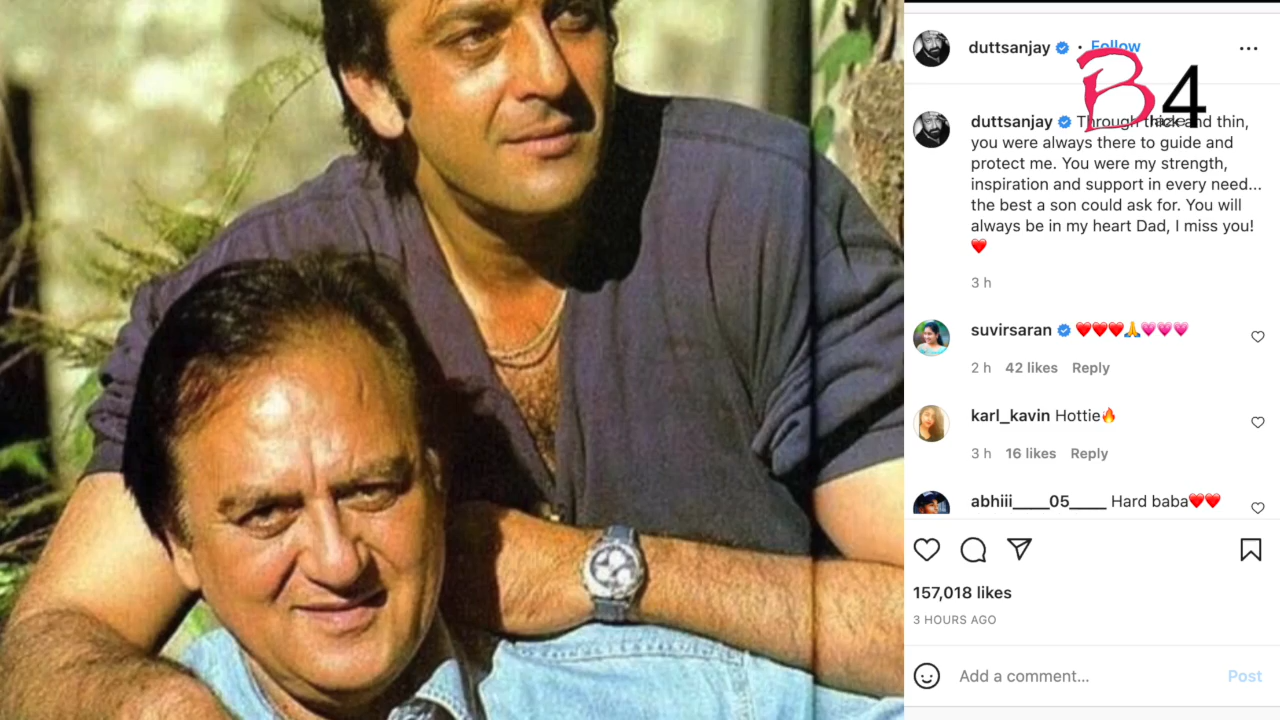 duttsanjay • Follow
B4
duttsanjay Through thick and thin,
you were always there to guide and
protect me. You were my strength,
inspiration and support in every need...
the best a son could ask for. You will
always be in my heart Dad, I miss you!
❤️
3 h
suvirsaran ❤️❤️❤️🙏💗💗💗
2 h 42 likes Reply
karl_kavin Hottie🔥
3 h 16 likes Reply
abhiii____05_____ Hard baba❤️❤️
157,018 likes
3 HOURS AGO
Add a comment... Post